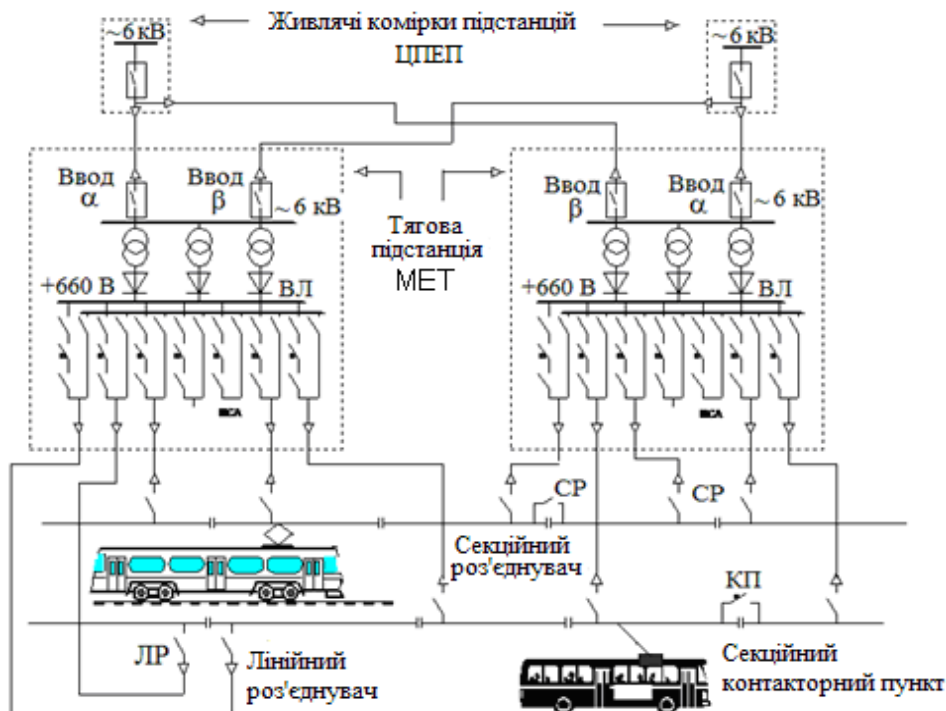 ~6 кВ
Живлячі комірки підстанцій
ЦПЕП
~6 кВ
Ввод
α
Ввод
β
~6 кВ
Тягова
підстанція
МЕТ
Ввод
β
Ввод
α
~6 кВ
+660 В
ВЛ
+660 В
ВЛ
СР
СР
Секційний
роз'єднувач
КП
ЛР
Лінійний
роз'єднувач
Секційний
контакторний пункт